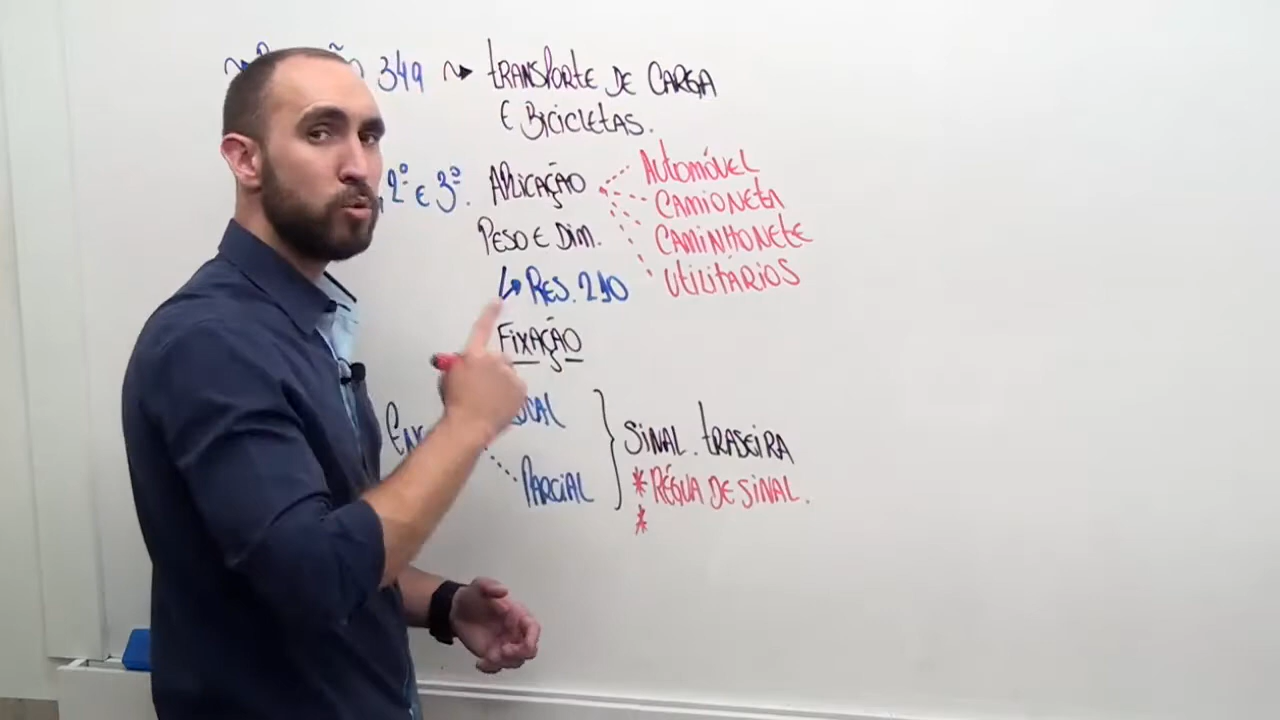 349 TRANSPORTE DE CARGA
E BICICLETAS.
2º E 3º. APLICAÇÃO
AUTOMÓVEL
CAMIONETA
CAMINHONETE
UTILITÁRIOS
PESO E DIM.
RES. 210
FIXAÇÃO
PARCIAL
SINAL. TRASEIRA
* RÉGUA DE SINAL.
*